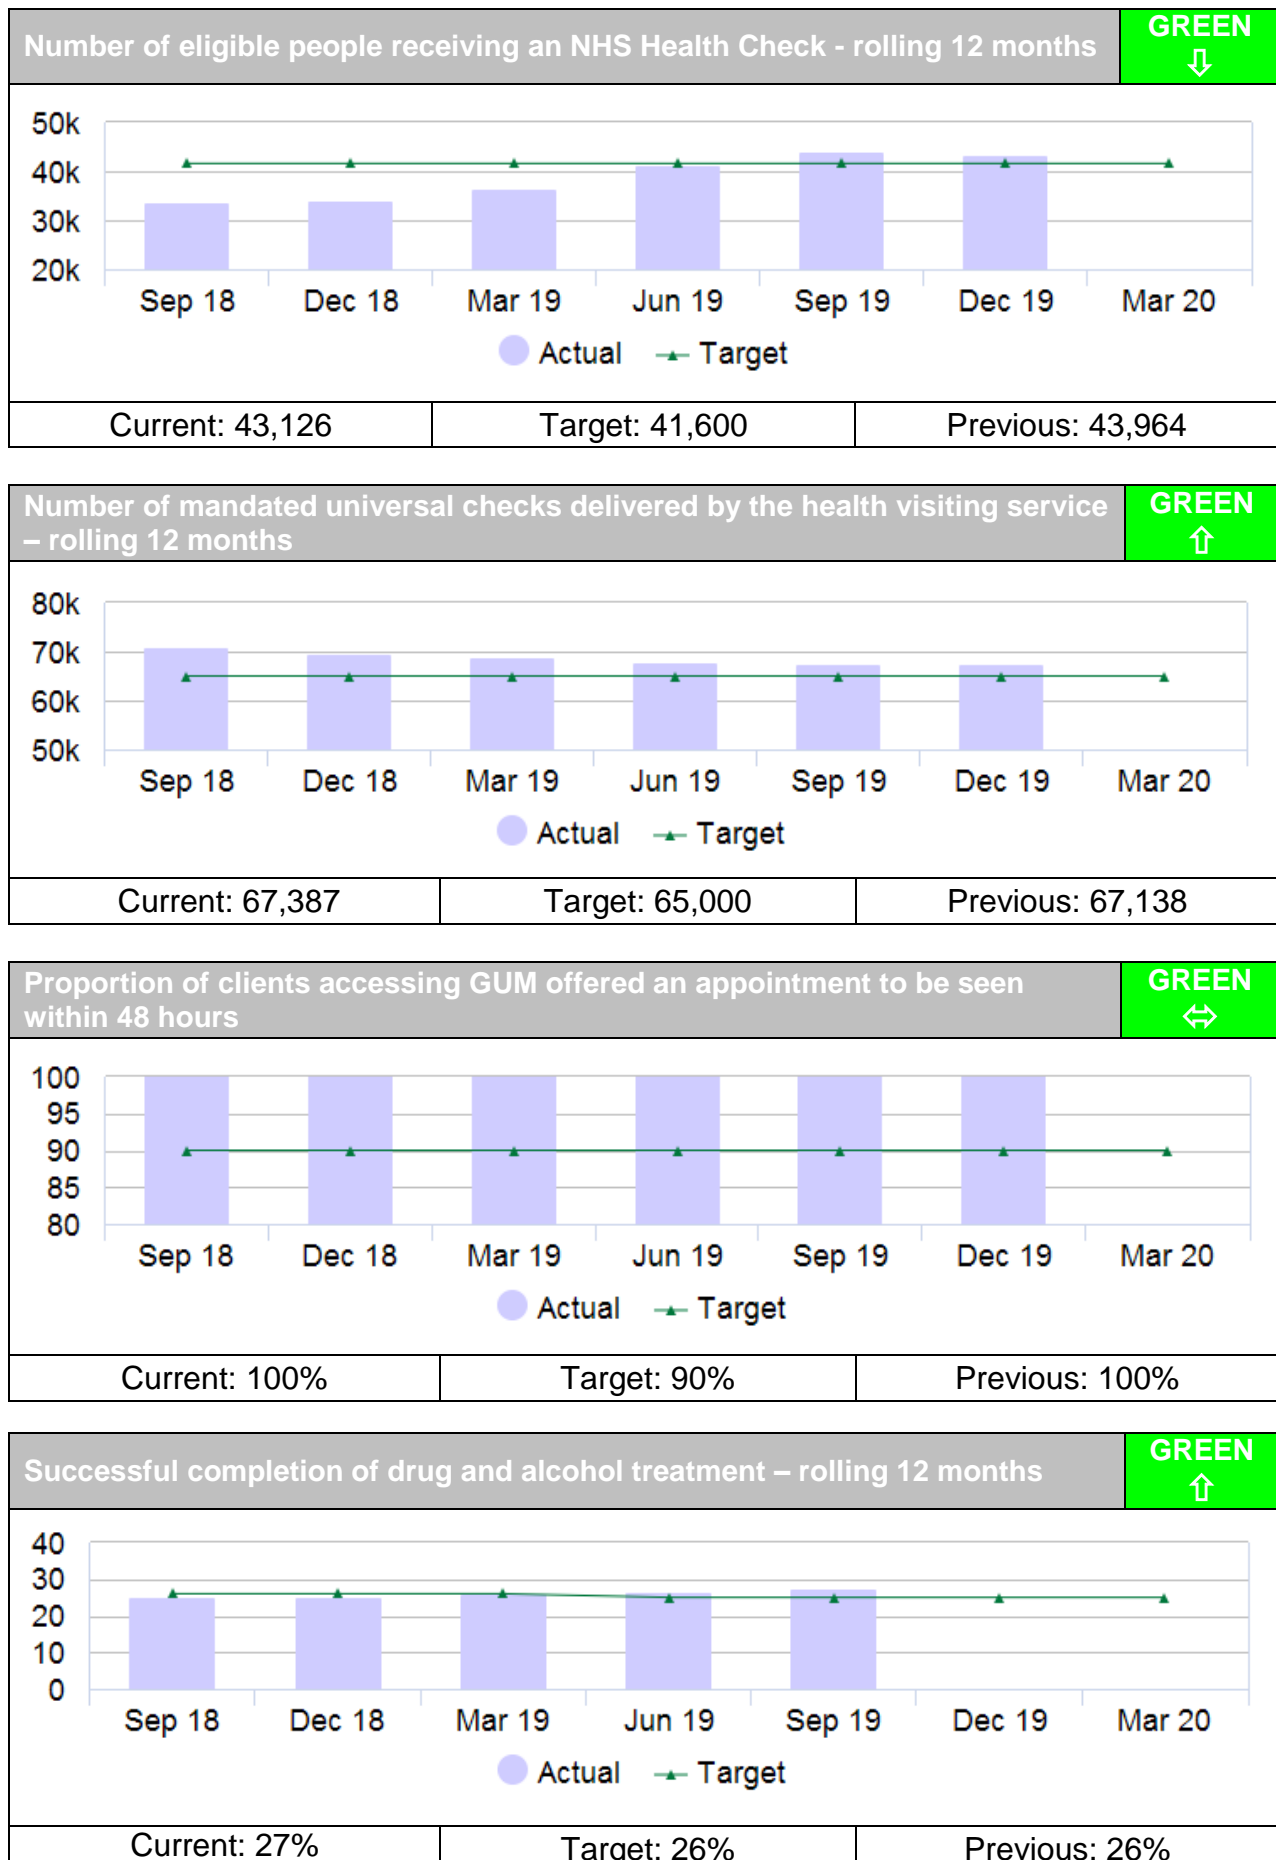 Number of eligible people receiving an NHS Health Check - rolling 12 months
GREEN
⇩
50k
40k
30k
20k
Sep 18 Dec 18 Mar 19 Jun 19 Sep 19 Dec 19 Mar 20
Actual Target
Current: 43,126 Target: 41,600 Previous: 43,964
Number of mandated universal checks delivered by the health visiting service
– rolling 12 months
GREEN
⇧
80k
70k
60k
50k
Sep 18 Dec 18 Mar 19 Jun 19 Sep 19 Dec 19 Mar 20
Actual Target
Current: 67,387 Target: 65,000 Previous: 67,138
Proportion of clients accessing GUM offered an appointment to be seen
within 48 hours
GREEN
⬄
100
95
90
85
80
Sep 18 Dec 18 Mar 19 Jun 19 Sep 19 Dec 19 Mar 20
Actual Target
Current: 100% Target: 90% Previous: 100%
Successful completion of drug and alcohol treatment – rolling 12 months
GREEN
⇧
40
30
20
10
0
Sep 18 Dec 18 Mar 19 Jun 19 Sep 19 Dec 19 Mar 20
Actual Target
Current: 27% Target: 26% Previous: 26%